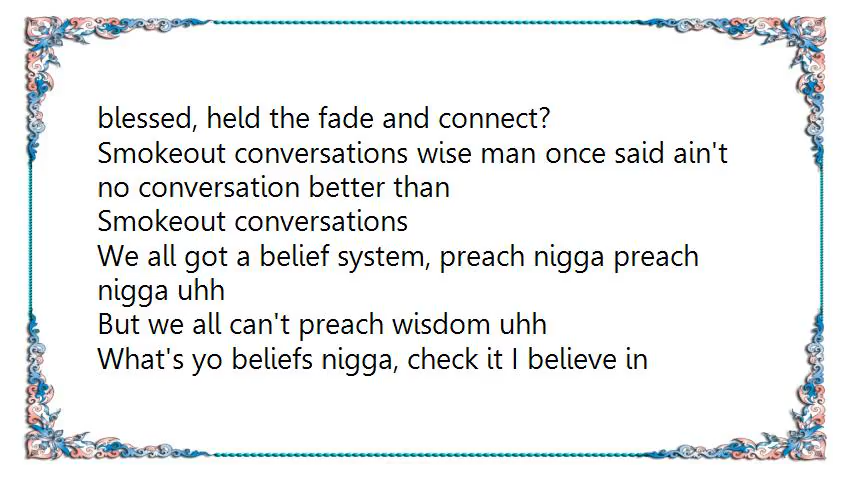 blessed, held the fade and connect?
Smokeout conversations wise man once said ain't
no conversation better than
Smokeout conversations
We all got a belief system, preach nigga preach
nigga uhh
But we all can't preach wisdom uhh
What's yo beliefs nigga, check it I believe in